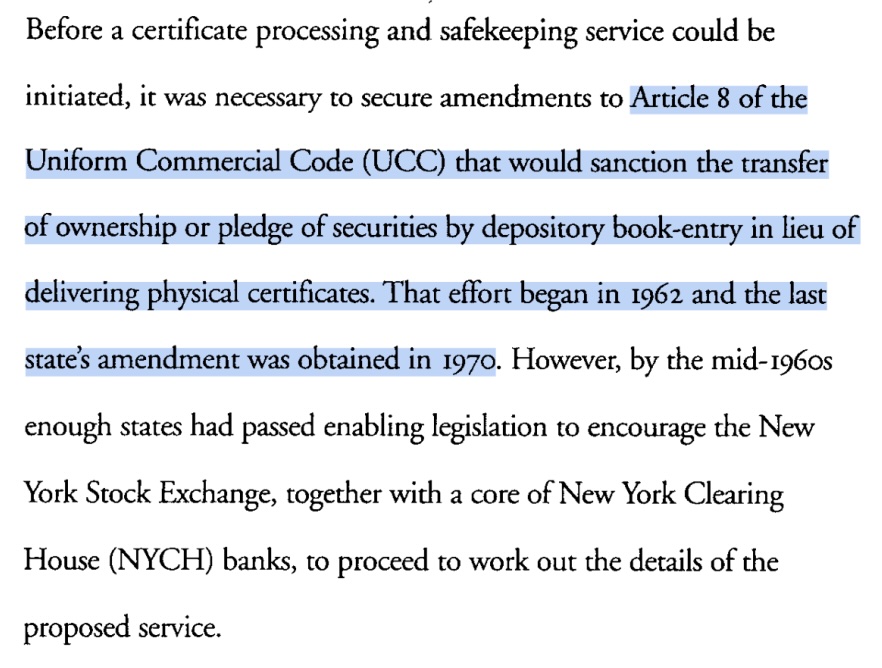 Before a certificate processing and safekeeping service could be
initiated, it was necessary to secure amendments to Article 8 of the
Uniform Commercial Code (UCC) that would sanction the transfer
of ownership or pledge of securities by depository book-entry in lieu of
delivering physical certificates. That effort began in 1962 and the last
state's amendment was obtained in 1970. However, by the mid-1960s
enough states had passed enabling legislation to encourage the New
York Stock Exchange, together with a core of New York Clearing
House (NYCH) banks, to proceed to work out the details of the
proposed service.